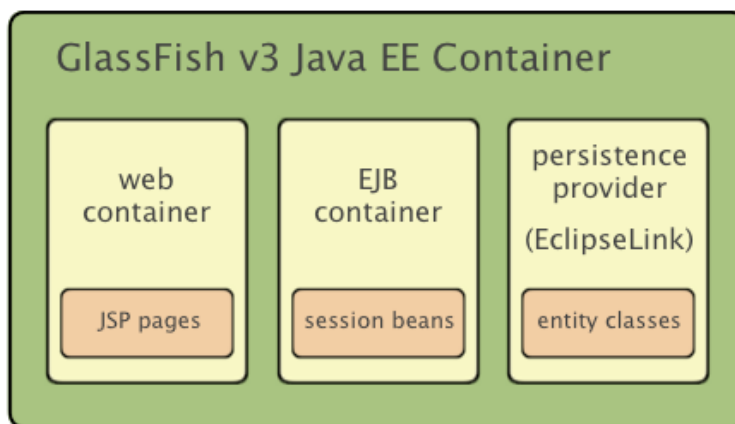 GlassFish v3 Java EE Container
web
container
JSP pages
EJB
container
session beans
persistence
provider
(EclipseLink)
entity classes